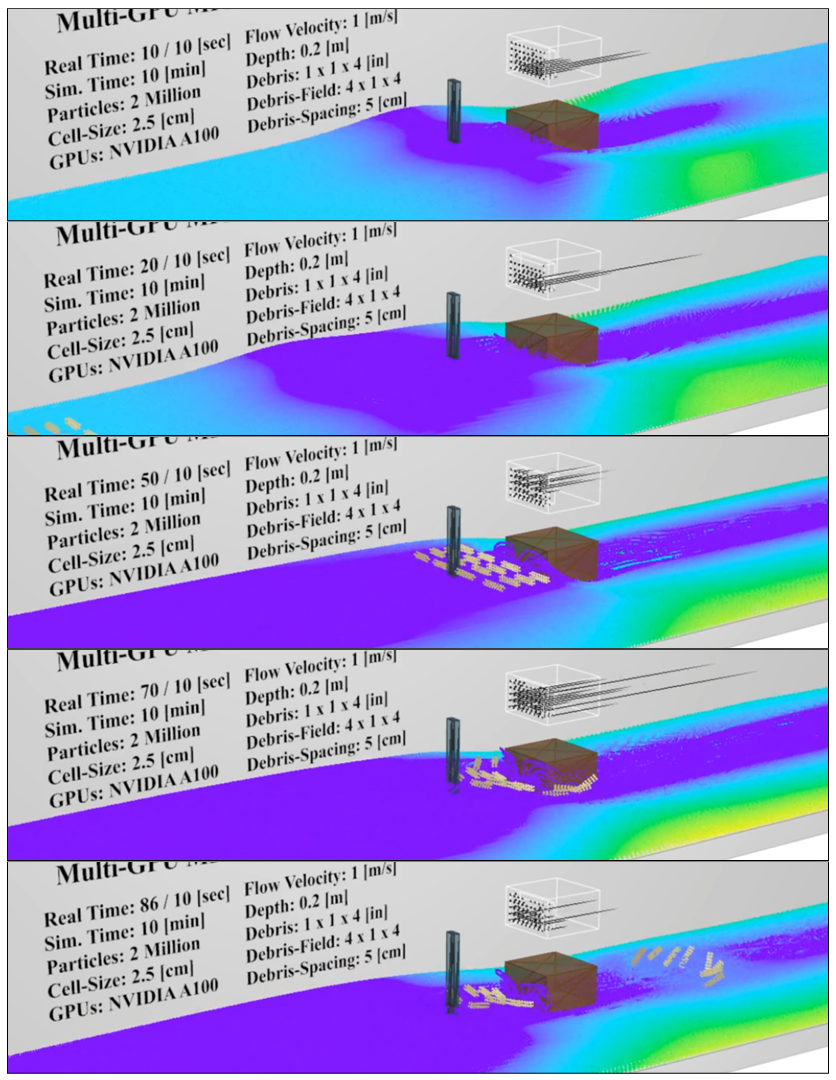 Multi-GPU
Real Time: 10 / 10 [sec]
Sim. Time: 10 [min]
Particles: 2 Million
Cell-Size: 2.5 [cm]
GPUs: NVIDIA A100
Flow Velocity: 1 [m/s]
Depth: 0.2 [m]
Debris: 1 x 1 x 4 [in]
Debris-Field: 4 x 1 x 4
Debris-Spacing: 5 [cm]
Multi-GPU
Real Time: 20 / 10 [sec]
Sim. Time: 10 [min]
Particles: 2 Million
Cell-Size: 2.5 [cm]
GPUs: NVIDIA A100
Flow Velocity: 1 [m/s]
Depth: 0.2 [m]
Debris: 1 x 1 x 4 [in]
Debris-Field: 4 x 1 x 4
Debris-Spacing: 5 [cm]
Multi-GPU
Real Time: 50 / 10 [sec]
Sim. Time: 10 [min]
Particles: 2 Million
Cell-Size: 2.5 [cm]
GPUs: NVIDIA A100
Flow Velocity: 1 [m/s]
Depth: 0.2 [m]
Debris: 1 x 1 x 4 [in]
Debris-Field: 4 x 1 x 4
Debris-Spacing: 5 [cm]
Multi-GPU
Real Time: 70 / 10 [sec]
Sim. Time: 10 [min]
Particles: 2 Million
Cell-Size: 2.5 [cm]
GPUs: NVIDIA A100
Flow Velocity: 1 [m/s]
Depth: 0.2 [m]
Debris: 1 x 1 x 4 [in]
Debris-Field: 4 x 1 x 4
Debris-Spacing: 5 [cm]
Multi-GPU
Real Time: 86 / 10 [sec]
Sim. Time: 10 [min]
Particles: 2 Million
Cell-Size: 2.5 [cm]
GPUs: NVIDIA A100
Flow Velocity: 1 [m/s]
Depth: 0.2 [m]
Debris: 1 x 1 x 4 [in]
Debris-Field: 4 x 1 x 4
Debris-Spacing: 5 [cm]